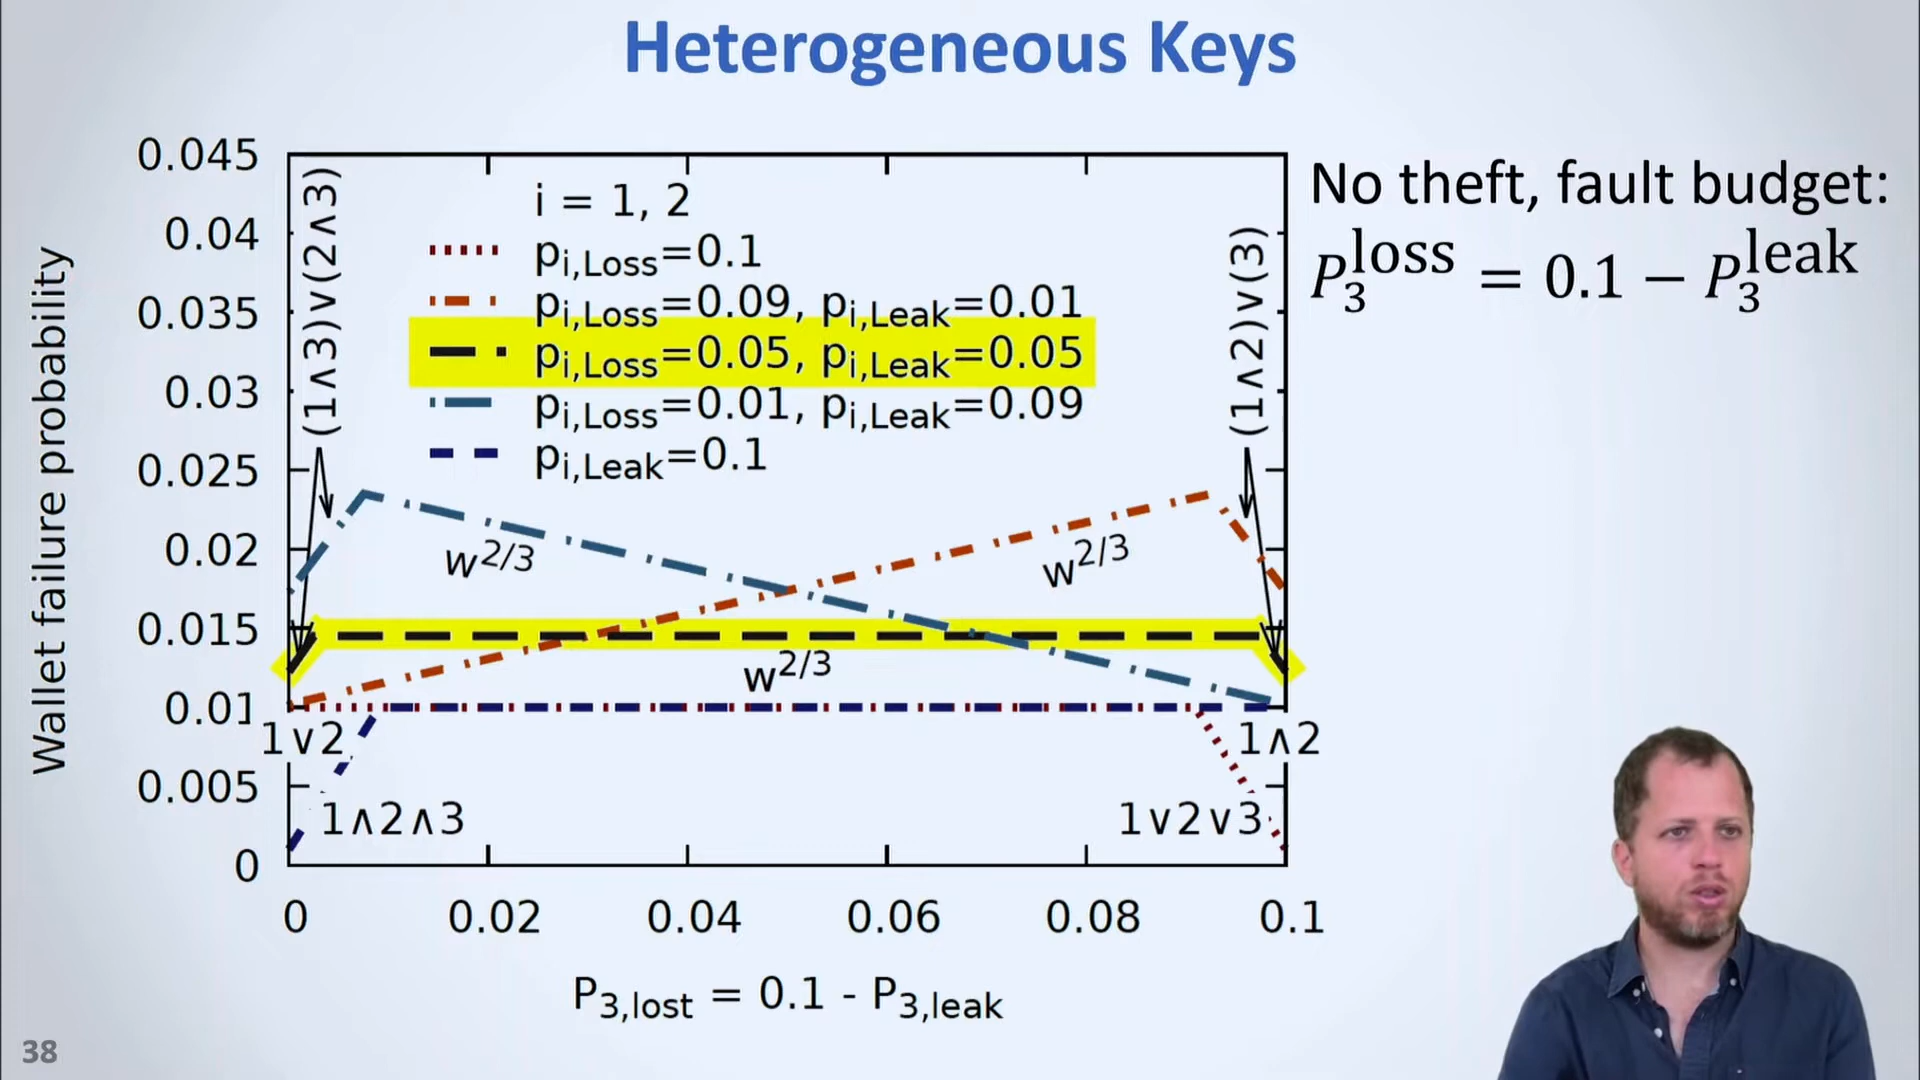 Heterogeneous Keys
No theft, fault budget:
P₃ˡᵒˢˢ = 0.1 − P₃ˡᵉᵃᵏ
Wallet failure probability
0.045
0.04
0.035
0.03
0.025
0.02
0.015
0.01
0.005
0
(1∧3)∨(2∧3)
i = 1, 2
pi,Loss=0.1
pi,Loss=0.09, pi,Leak=0.01
pi,Loss=0.05, pi,Leak=0.05
pi,Loss=0.01, pi,Leak=0.09
pi,Leak=0.1
(1∧2)∨(3)
w2/3
w2/3
w2/3
1∨2
1∧2
1∧2∧3
1∨2∨3
0
0.02
0.04
0.06
0.08
0.1
P3,lost = 0.1 - P3,leak
38